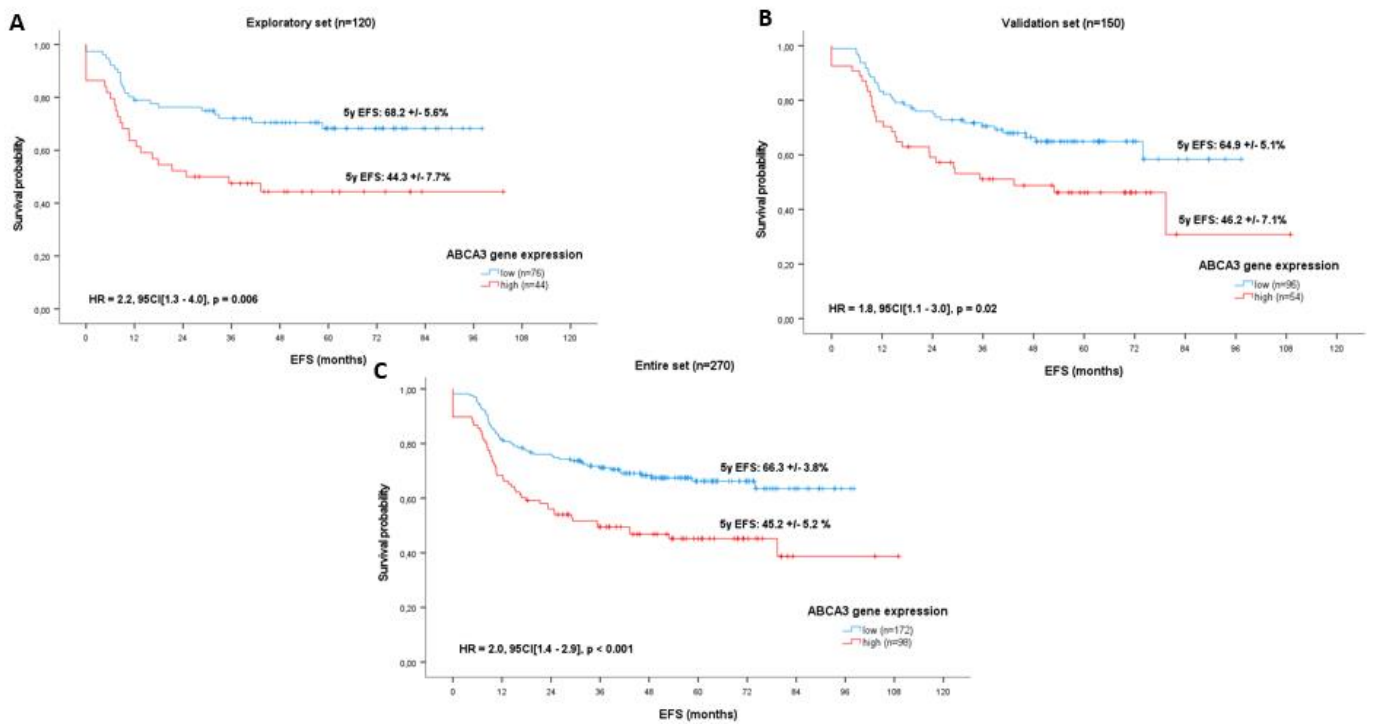 A
Exploratory set (n=120)
1,00
0,80
0,60
0,40
0,20
0,00
Survival probability
5y EFS: 68.2 +/- 5.6%
5y EFS: 44.3 +/- 7.7%
ABCA3 gene expression
low (n=76)
high (n=44)
HR = 2.2, 95CI[1.3 - 4.0], p = 0.006
0 12 24 36 48 60 72 84 96 108 120
EFS (months)
B
Validation set (n=150)
1,00
0,80
0,60
0,40
0,20
0,00
Survival probability
5y EFS: 64.9 +/- 5.1%
5y EFS: 46.2 +/- 7.1%
ABCA3 gene expression
low (n=96)
high (n=54)
HR = 1.8, 95CI[1.1 - 3.0], p = 0.02
0 12 24 36 48 60 72 84 96 108 120
EFS (months)
C
Entire set (n=270)
1,00
0,80
0,60
0,40
0,20
0,00
Survival probability
5y EFS: 66.3 +/- 3.8%
5y EFS: 45.2 +/- 5.2 %
ABCA3 gene expression
low (n=172)
high (n=98)
HR = 2.0, 95CI[1.4 - 2.9], p < 0.001
0 12 24 36 48 60 72 84 96 108 120
EFS (months)